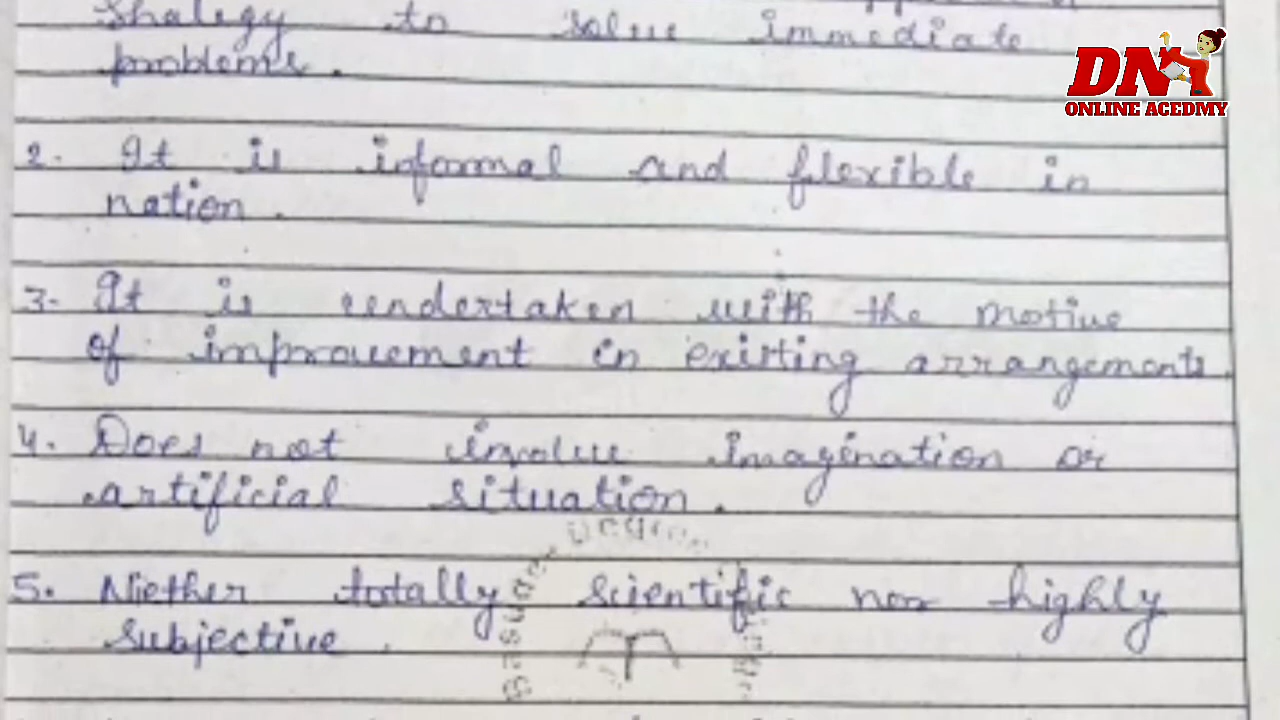 Shategy to solve immediate
problems.
DN
ONLINE ACEDMY
2. It is informal and flexible in
nation.
3. It is undertaken with the motive
of improvement in existing arrangements.
4. Does not involve imagination or
artificial situation.
5. Niether totally scientific nor highly
subjective.